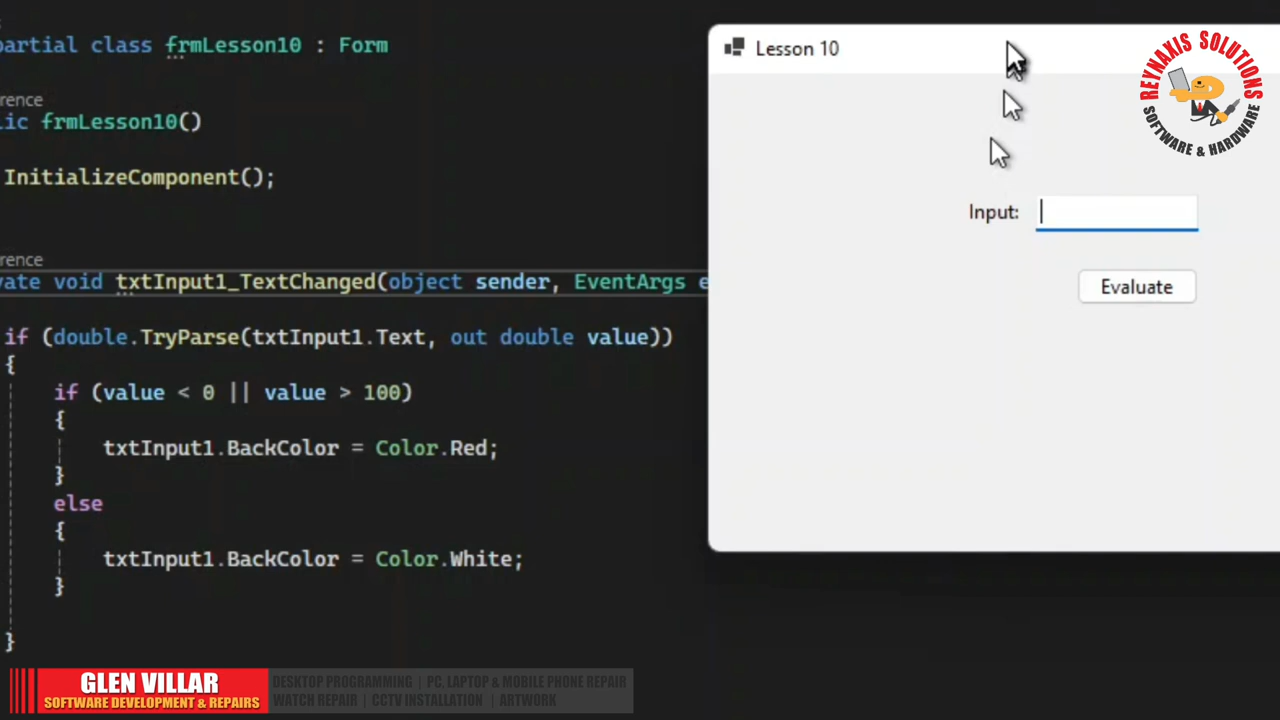 partial class frmLesson10 : Form
rence
lic frmLesson10()
InitializeComponent();
rence
vate void txtInput1_TextChanged(object sender, EventArgs e
if (double.TryParse(txtInput1.Text, out double value))
{
if (value < 0 || value > 100)
{
txtInput1.BackColor = Color.Red;
}
else
{
txtInput1.BackColor = Color.White;
}
}
Lesson 10
Input:
Evaluate
REYNAXIS SOLUTIONS
SOFTWARE & HARDWARE
GLEN VILLAR
SOFTWARE DEVELOPMENT & REPAIRS
DESKTOP PROGRAMMING | PC, LAPTOP & MOBILE PHONE REPAIR
WATCH REPAIR | CCTV INSTALLATION | ARTWORK